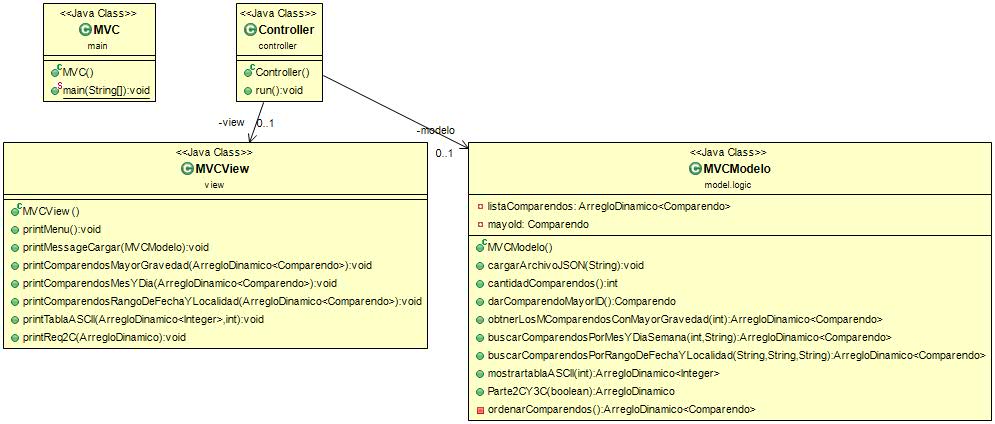 <<Java Class>>
MVC
main
MVC()
main(String[]):void
<<Java Class>>
Controller
controller
Controller()
run():void
-view
0..1
-modelo
0..1
<<Java Class>>
MVCView
view
MVCView()
printMenu():void
printMessageCargar(MVCModelo):void
printComparendosMayorGravedad(ArregloDinamico<Comparendo>):void
printComparendosMesYDia(ArregloDinamico<Comparendo>):void
printComparendosRangoDeFechaYLocalidad(ArregloDinamico<Comparendo>):void
printTablaASCII(ArregloDinamico<Integer>,int):void
printReq2C(ArregloDinamico):void
<<Java Class>>
MVCModelo
model.logic
listaComparendos: ArregloDinamico<Comparendo>
mayoId: Comparendo
MVCModelo()
cargarArchivoJSON(String):void
cantidadComparendos():int
darComparendoMayorID():Comparendo
obtnerLosMComparendosConMayorGravedad(int):ArregloDinamico<Comparendo>
buscarComparendosPorMesYDiaSemana(int,String):ArregloDinamico<Comparendo>
buscarComparendosPorRangoDeFechaYLocalidad(String,String,String):ArregloDinamico<Comparendo>
mostrartablaASCII(int):ArregloDinamico<Integer>
Parte2CY3C(boolean):ArregloDinamico
ordenarComparendos():ArregloDinamico<Comparendo>